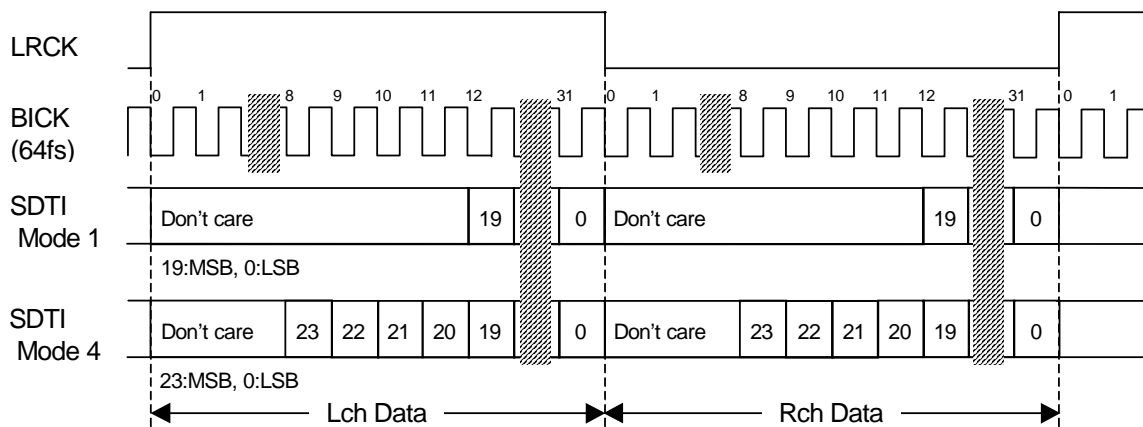 LRCK
0 1 8 9 10 11 12 31 0 1 8 9 10 11 12 31 0 1
BICK
(64fs)
SDTI
Mode 1
Don't care 19 0 Don't care 19 0
19:MSB, 0:LSB
SDTI
Mode 4
Don't care 23 22 21 20 19 0 Don't care 23 22 21 20 19 0
23:MSB, 0:LSB
Lch Data Rch Data